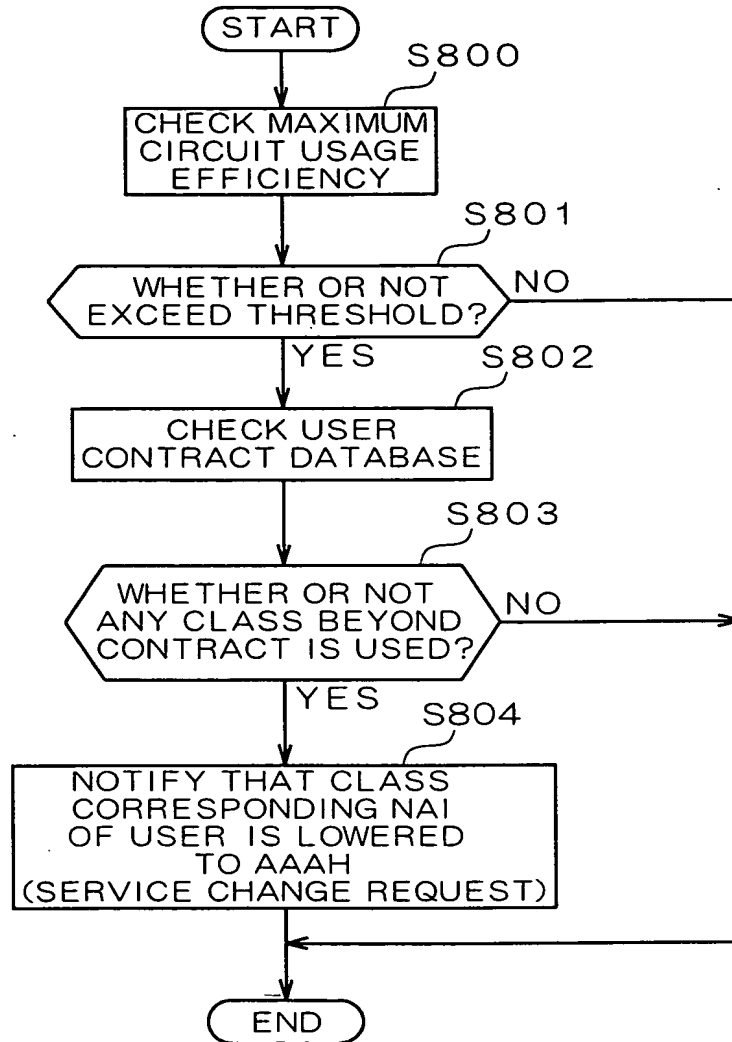 START
S800
CHECK MAXIMUM
CIRCUIT USAGE
EFFICIENCY
S801
WHETHER OR NOT
EXCEED THRESHOLD?
NO
YES
S802
CHECK USER
CONTRACT DATABASE
S803
WHETHER OR NOT
ANY CLASS BEYOND
CONTRACT IS USED?
NO
YES
S804
NOTIFY THAT CLASS
CORRESPONDING NAI
OF USER IS LOWERED
TO AAAH
(SERVICE CHANGE REQUEST)
END